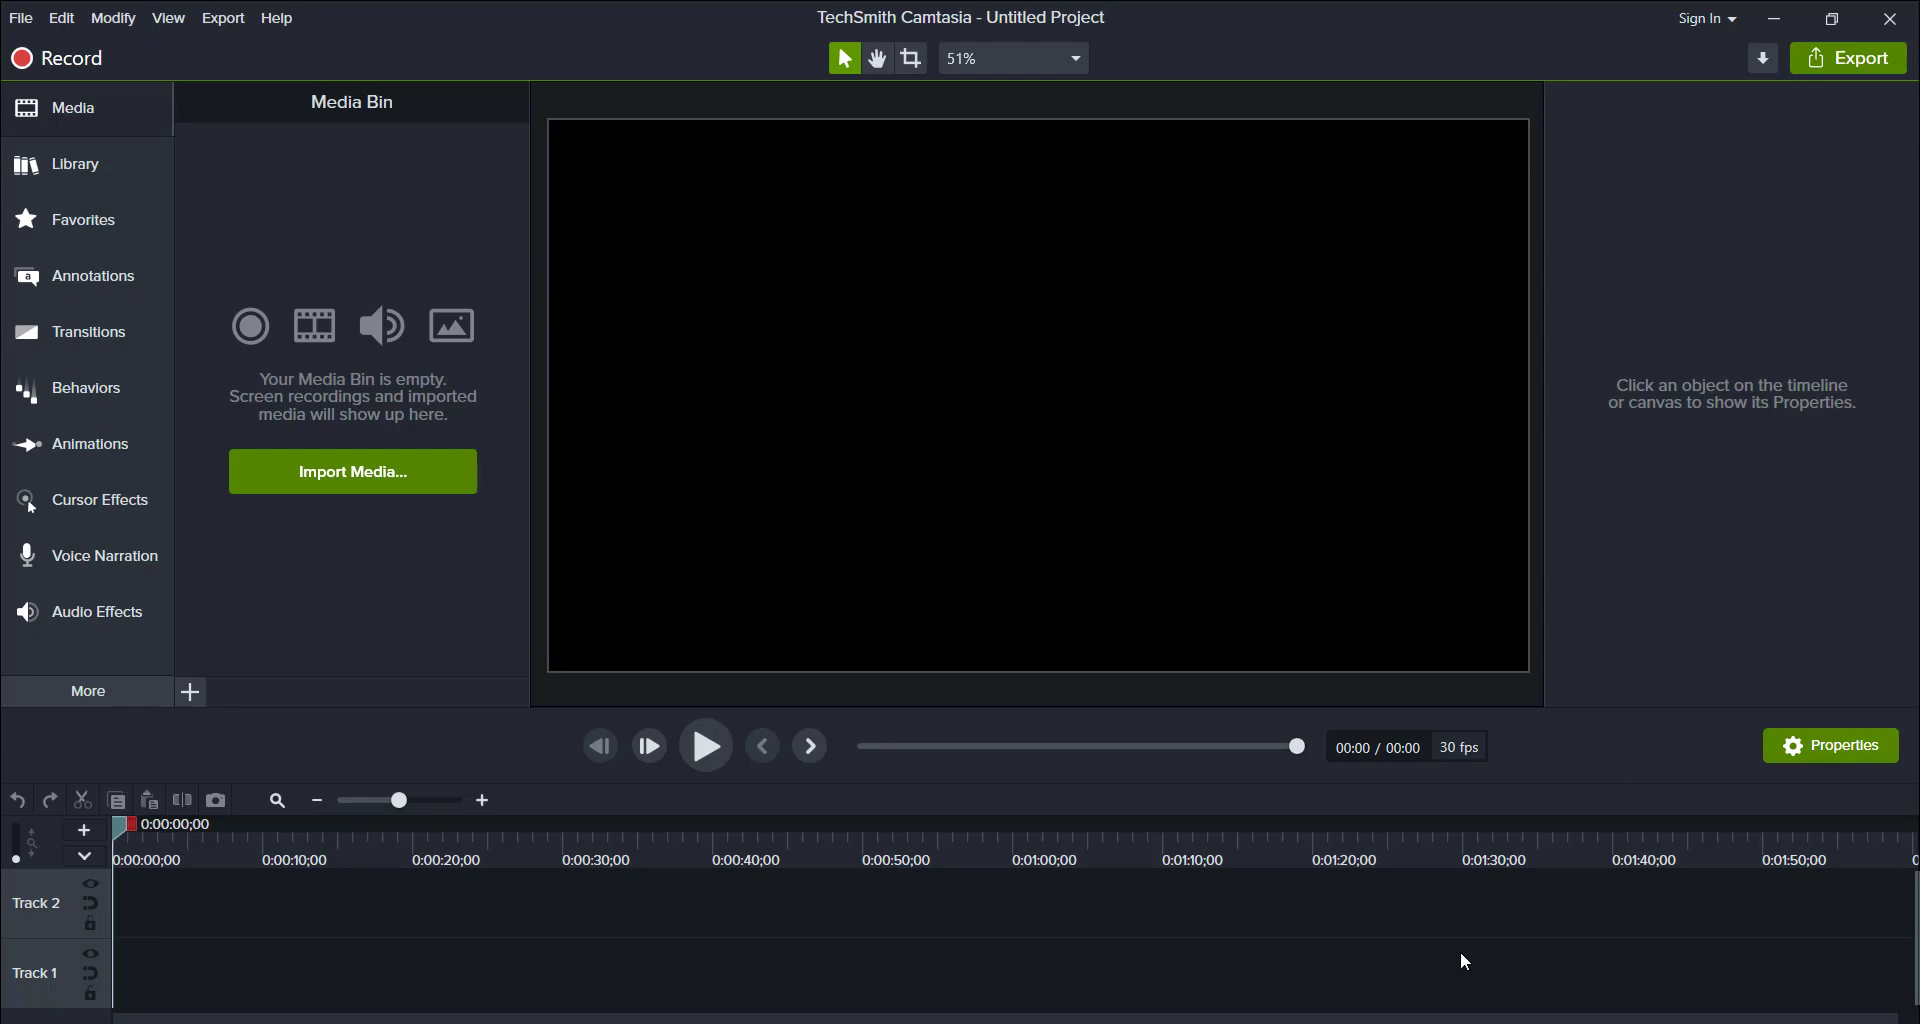 File Edit Modify View Export Help
TechSmith Camtasia - Untitled Project
Sign In
Record
51%
Export
Media
Media Bin
Library
Favorites
a
Annotations
Transitions
Behaviors
Animations
Cursor Effects
Voice Narration
Audio Effects
More
Your Media Bin is empty.
Screen recordings and imported
media will show up here.
Import Media...
Click an object on the timeline
or canvas to show its Properties.
00:00 / 00:00
30 fps
Properties
0:00:00;00
0:00:00;00 0:00:10;00 0:00:20;00 0:00:30;00 0:00:40;00 0:00:50;00 0:01:00;00 0:01:10;00 0:01:20;00 0:01:30;00 0:01:40;00 0:01:50;00
Track 2
Track 1